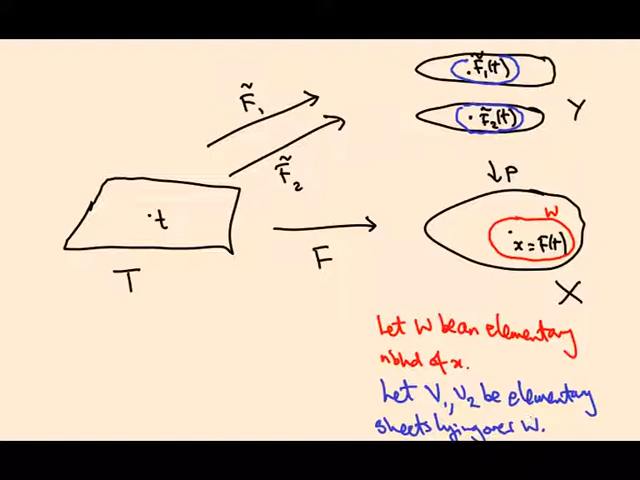 F̃₁
F̃₂
F
·t
T
·F̃₁(t)
·F̃₂(t)
Y
↓p
W
x=F(t)
X
Let W be an elementary
nbhd of x.
Let V₁, V₂ be elementary
sheets lying over W.